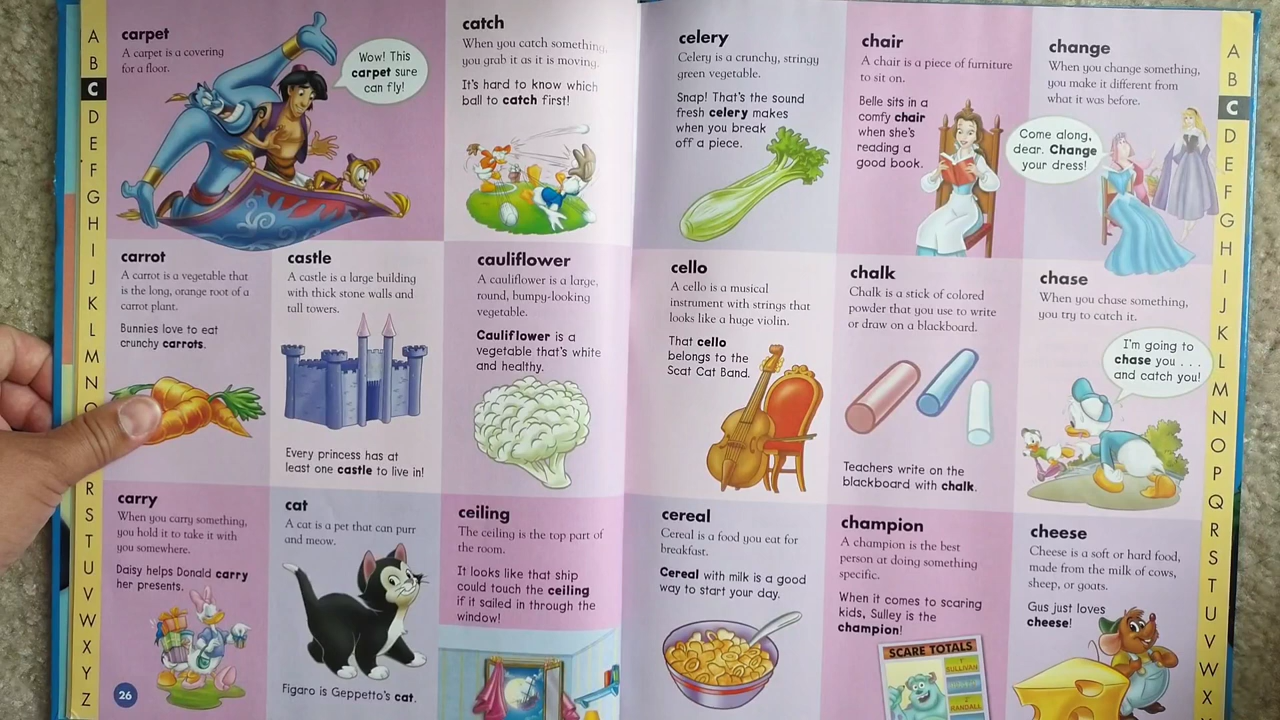 A
B
C
D
E
F
G
H
I
J
K
L
M
N
O
R
S
T
U
V
W
X
Y
Z
carpet
A carpet is a covering
for a floor.
Wow! This
carpet sure
can fly!
catch
When you catch something,
you grab it as it is moving.
It's hard to know which
ball to catch first!
carrot
A carrot is a vegetable that
is the long, orange root of a
carrot plant.
Bunnies love to eat
crunchy carrots.
castle
A castle is a large building
with thick stone walls and
tall towers.
Every princess has at
least one castle to live in!
cauliflower
A cauliflower is a large,
round, bumpy-looking
vegetable.
Cauliflower is a
vegetable that's white
and healthy.
carry
When you carry something,
you hold it to take it with
you somewhere.
Daisy helps Donald carry
her presents.
cat
A cat is a pet that can purr
and meow.
Figaro is Geppetto's cat.
ceiling
The ceiling is the top part of
the room.
It looks like that ship
could touch the ceiling
if it sailed in through the
window!
26
celery
Celery is a crunchy, stringy
green vegetable.
Snap! That's the sound
fresh celery makes
when you break
off a piece.
chair
A chair is a piece of furniture
to sit on.
Belle sits in a
comfy chair
when she's
reading a
good book.
change
When you change something,
you make it different from
what it was before.
Come along,
dear. Change
your dress!
cello
A cello is a musical
instrument with strings that
looks like a huge violin.
That cello
belongs to the
Scat Cat Band.
chalk
Chalk is a stick of colored
powder that you use to write
or draw on a blackboard.
Teachers write on the
blackboard with chalk.
chase
When you chase something,
you try to catch it.
I'm going to
chase you . . .
and catch you!
cereal
Cereal is a food you eat for
breakfast.
Cereal with milk is a good
way to start your day.
champion
A champion is the best
person at doing something
specific.
When it comes to scaring
kids, Sulley is the
champion!
SCARE TOTALS
SULLIVAN
RANDALL
cheese
Cheese is a soft or hard food,
made from the milk of cows,
sheep, or goats.
Gus just loves
cheese!
A
B
C
D
E
F
G
H
I
J
K
L
M
N
O
P
Q
R
S
T
U
V
W
X